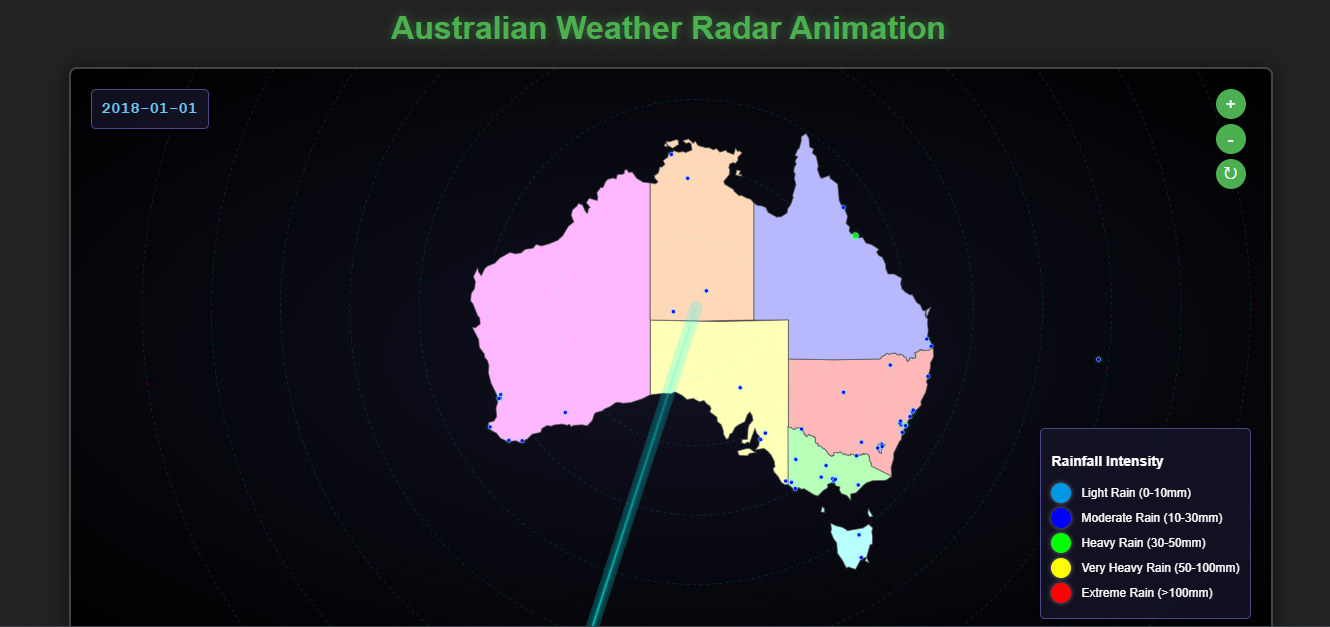 Australian Weather Radar Animation
2018-01-01
+
-
↻
Rainfall Intensity
Light Rain (0-10mm)
Moderate Rain (10-30mm)
Heavy Rain (30-50mm)
Very Heavy Rain (50-100mm)
Extreme Rain (>100mm)